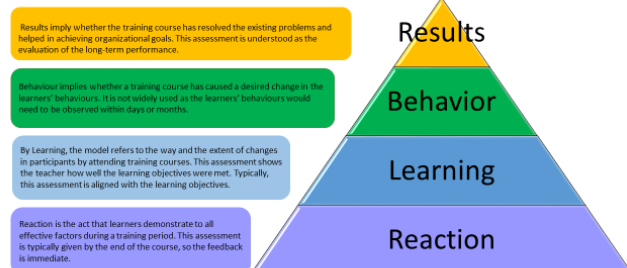 Results imply whether the training course has resolved the existing problems and
helped in achieving organizational goals. This assessment is understood as the
evaluation of the long-term performance.
Results
Behaviour implies whether a training course has caused a desired change in the
learners' behaviours. It is not widely used as the learners' behaviours would
need to be observed within days or months.
Behavior
By Learning, the model refers to the way and the extent of changes
in participants by attending training courses. This assessment shows
the teacher how well the learning objectives were met. Typically,
this assessment is aligned with the learning objectives.
Learning
Reaction is the act that learners demonstrate to all
effective factors during a training period. This assessment
is typically given by the end of the course, so the feedback
is immediate.
Reaction